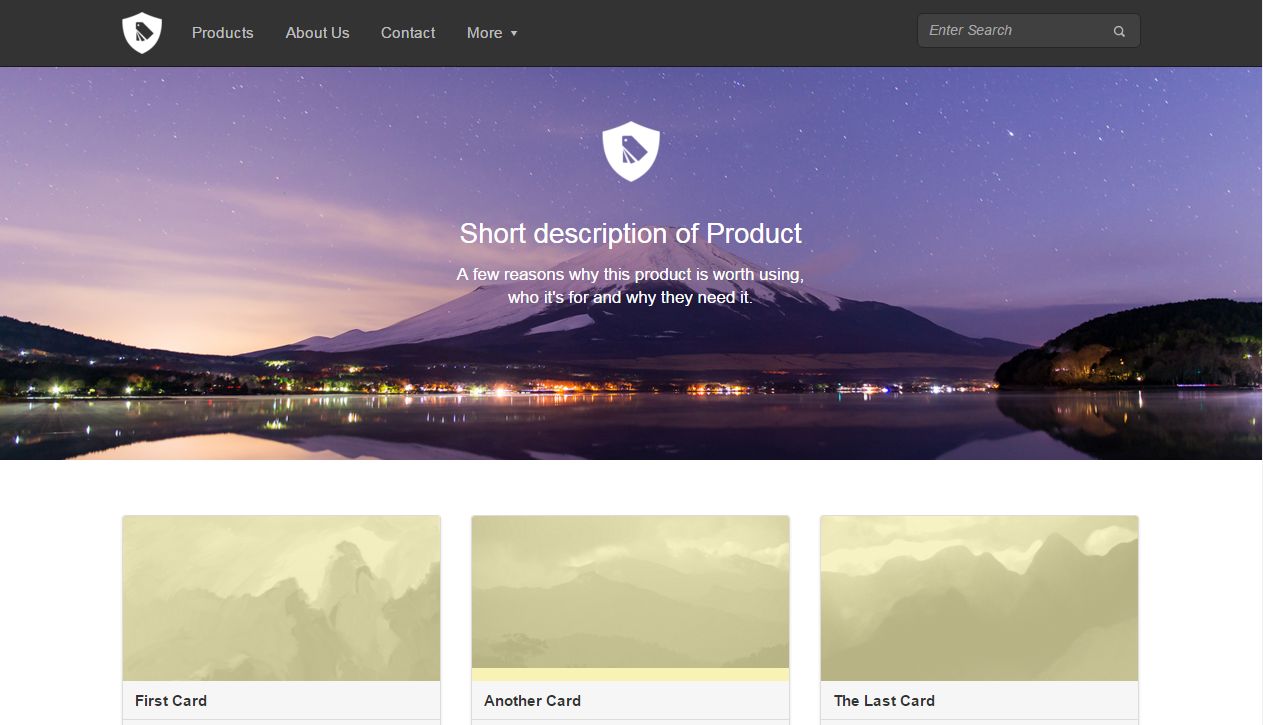 Products
About Us
Contact
More
Enter Search
Short description of Product
A few reasons why this product is worth using,
who it's for and why they need it.
First Card
Another Card
The Last Card